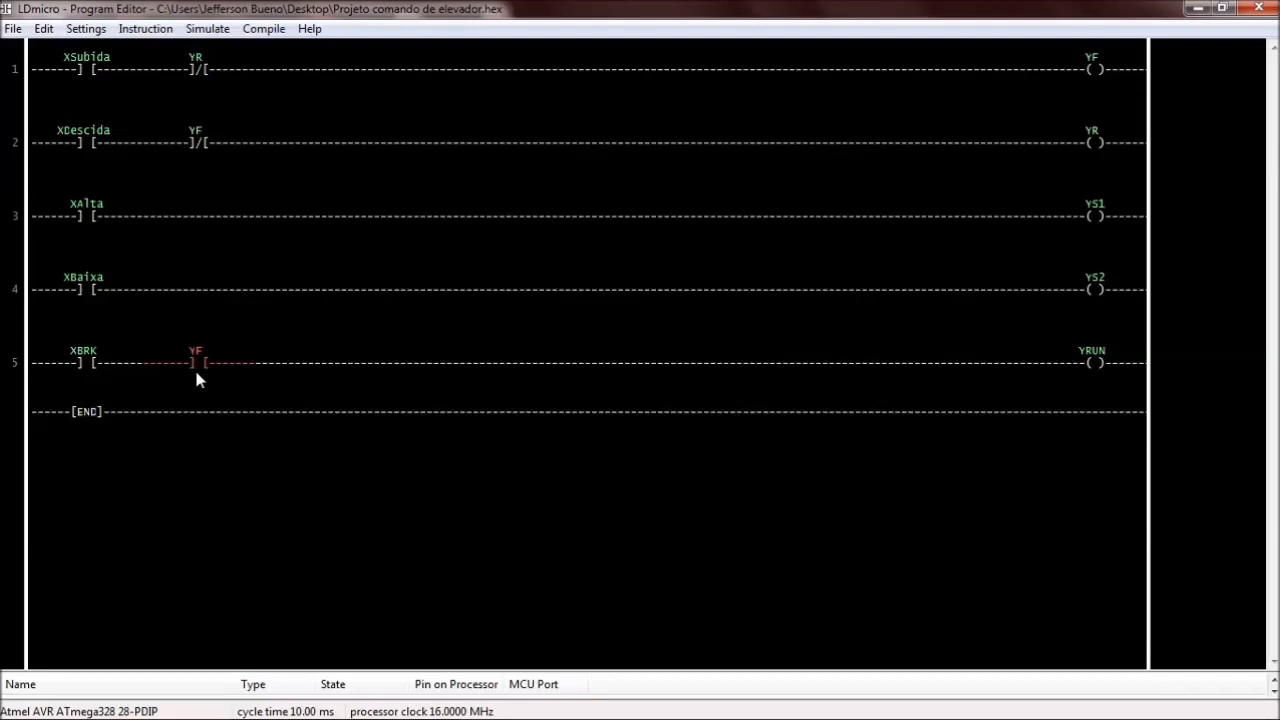 LDmicro - Program Editor - C:\Users\Jefferson Bueno\Desktop\Projeto comando de elevador.hex
File Edit Settings Instruction Simulate Compile Help
XSubida YR YF
1 ------] [-------------]/[------( )------
XDescida YF YR
2 ------] [-------------]/[------( )------
XAlta YS1
3 ------] [------( )------
XBaixa YS2
4 ------] [------( )------
XBRK YF YRUN
5 ------] [-------------] [------( )------
------[END]------
Name Type State Pin on Processor MCU Port
Atmel AVR ATmega328 28-PDIP cycle time 10.00 ms processor clock 16.0000 MHz